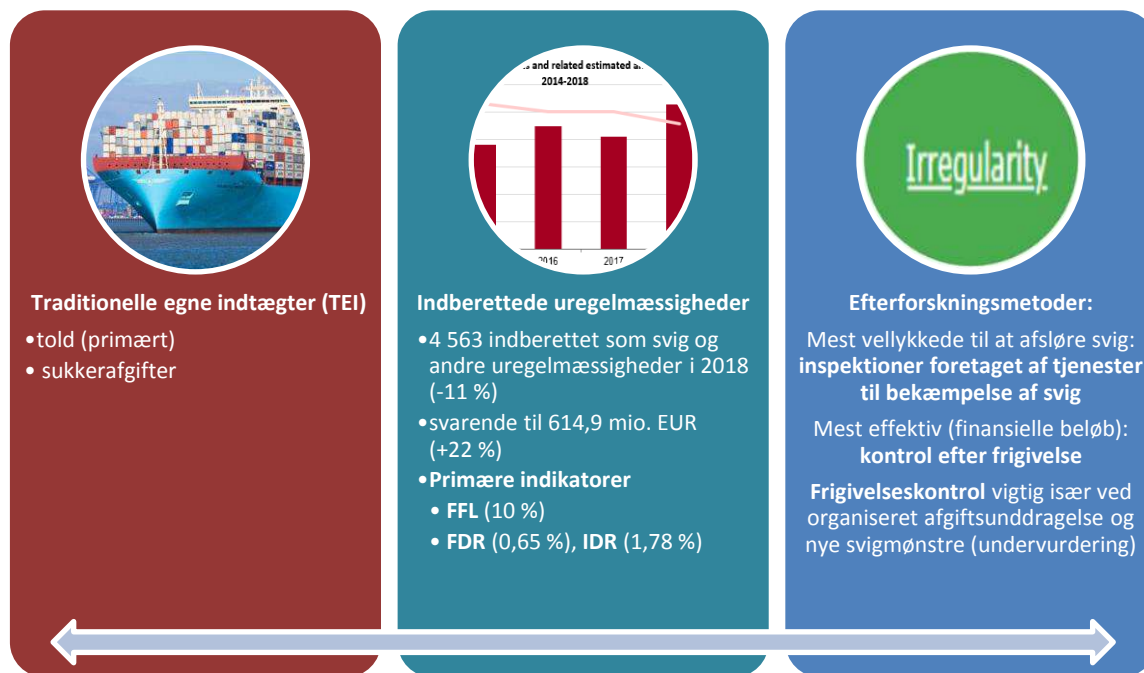 Traditionelle egne indtægter (TEI)
•told (primært)
• sukkerafgifter
and related estimated
2014-2018
2016
2017
Indberettede uregelmæssigheder
•4 563 indberettet som svig og
andre uregelmæssigheder i 2018
(-11 %)
•svarende til 614,9 mio. EUR
(+22 %)
•Primære indikatorer
• FFL (10 %)
• FDR (0,65 %), IDR (1,78 %)
Irregularity
Efterforskningsmetoder:
Mest vellykkede til at afsløre svig:
inspektioner foretaget af tjenester
til bekæmpelse af svig
Mest effektiv (finansielle beløb):
kontrol efter frigivelse
Frigivelseskontrol vigtig især ved
organiseret afgiftsunddragelse og
nye svigmønstre (undervurdering)